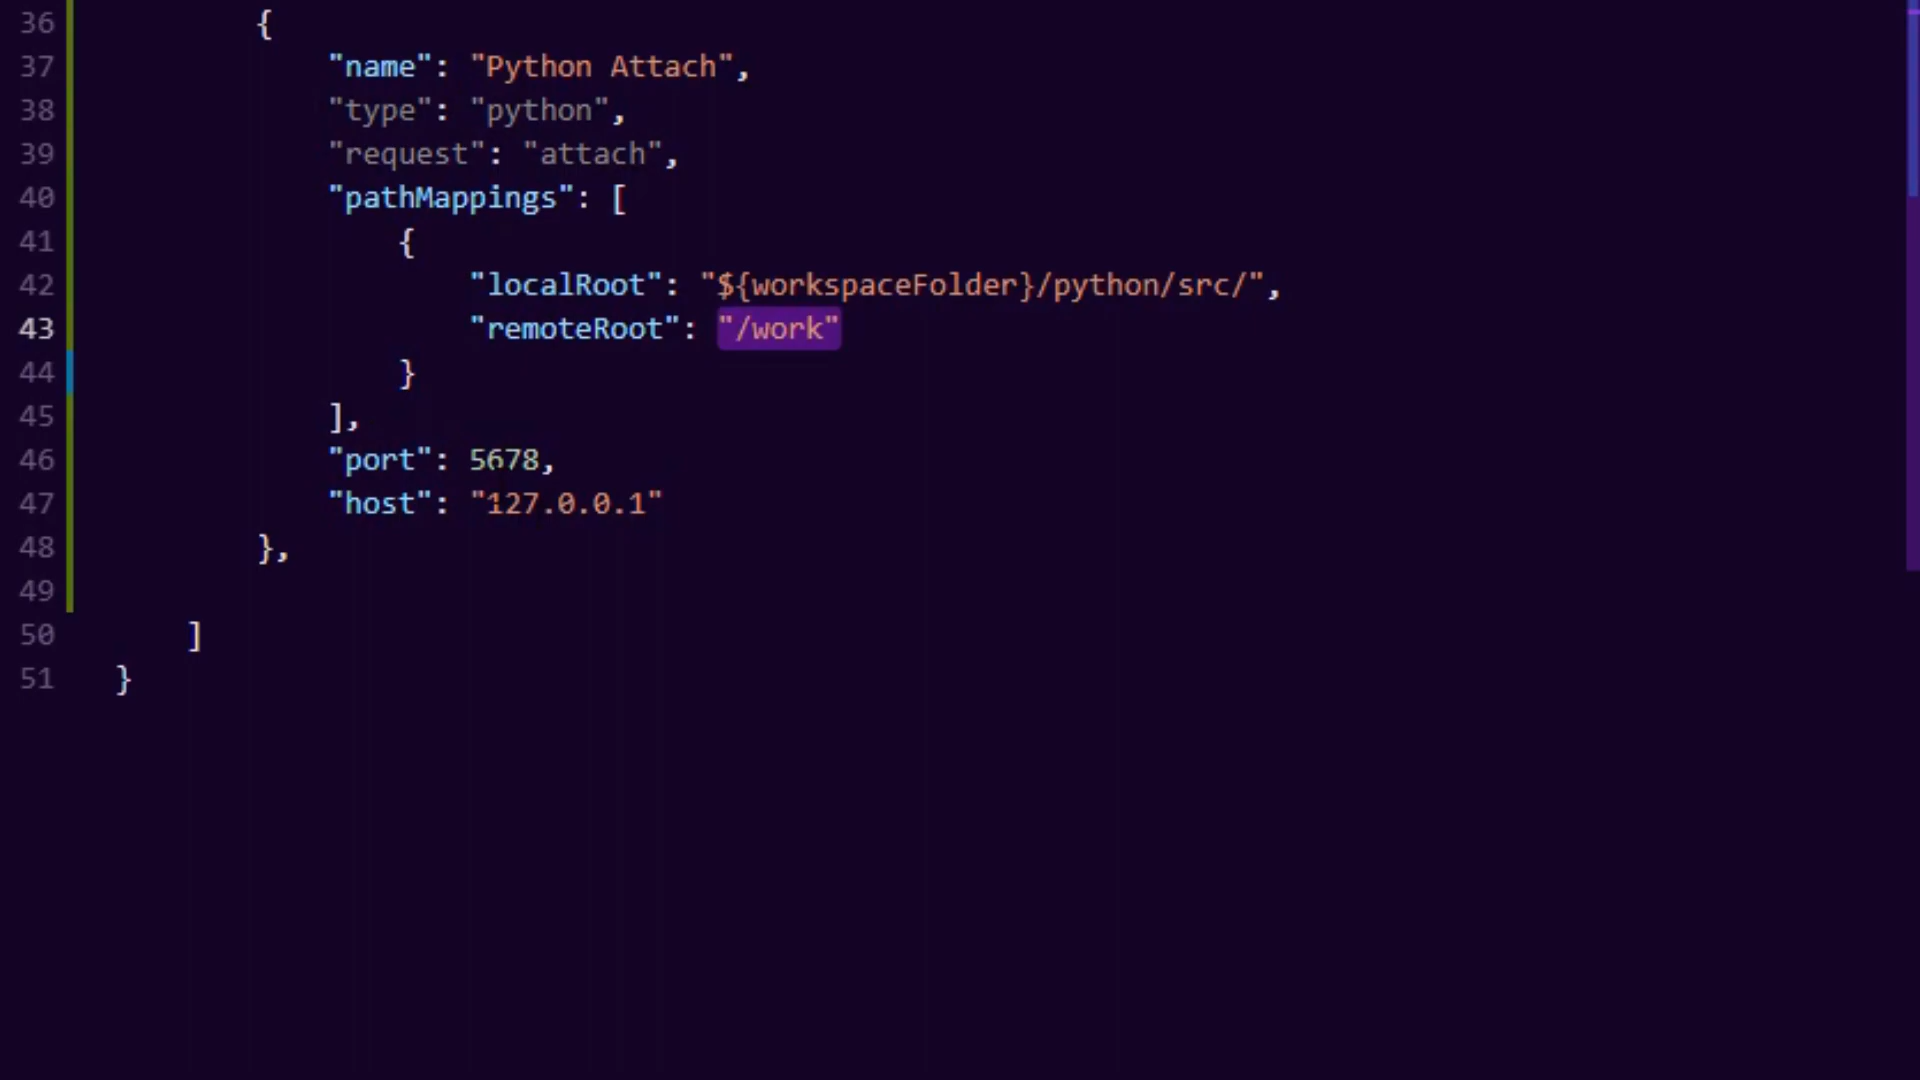 36 {
37 "name": "Python Attach",
38 "type": "python",
39 "request": "attach",
40 "pathMappings": [
41 {
42 "localRoot": "${workspaceFolder}/python/src/",
43 "remoteRoot": "/work"
44 }
45 ],
46 "port": 5678,
47 "host": "127.0.0.1"
48 },
49
50 ]
51 }